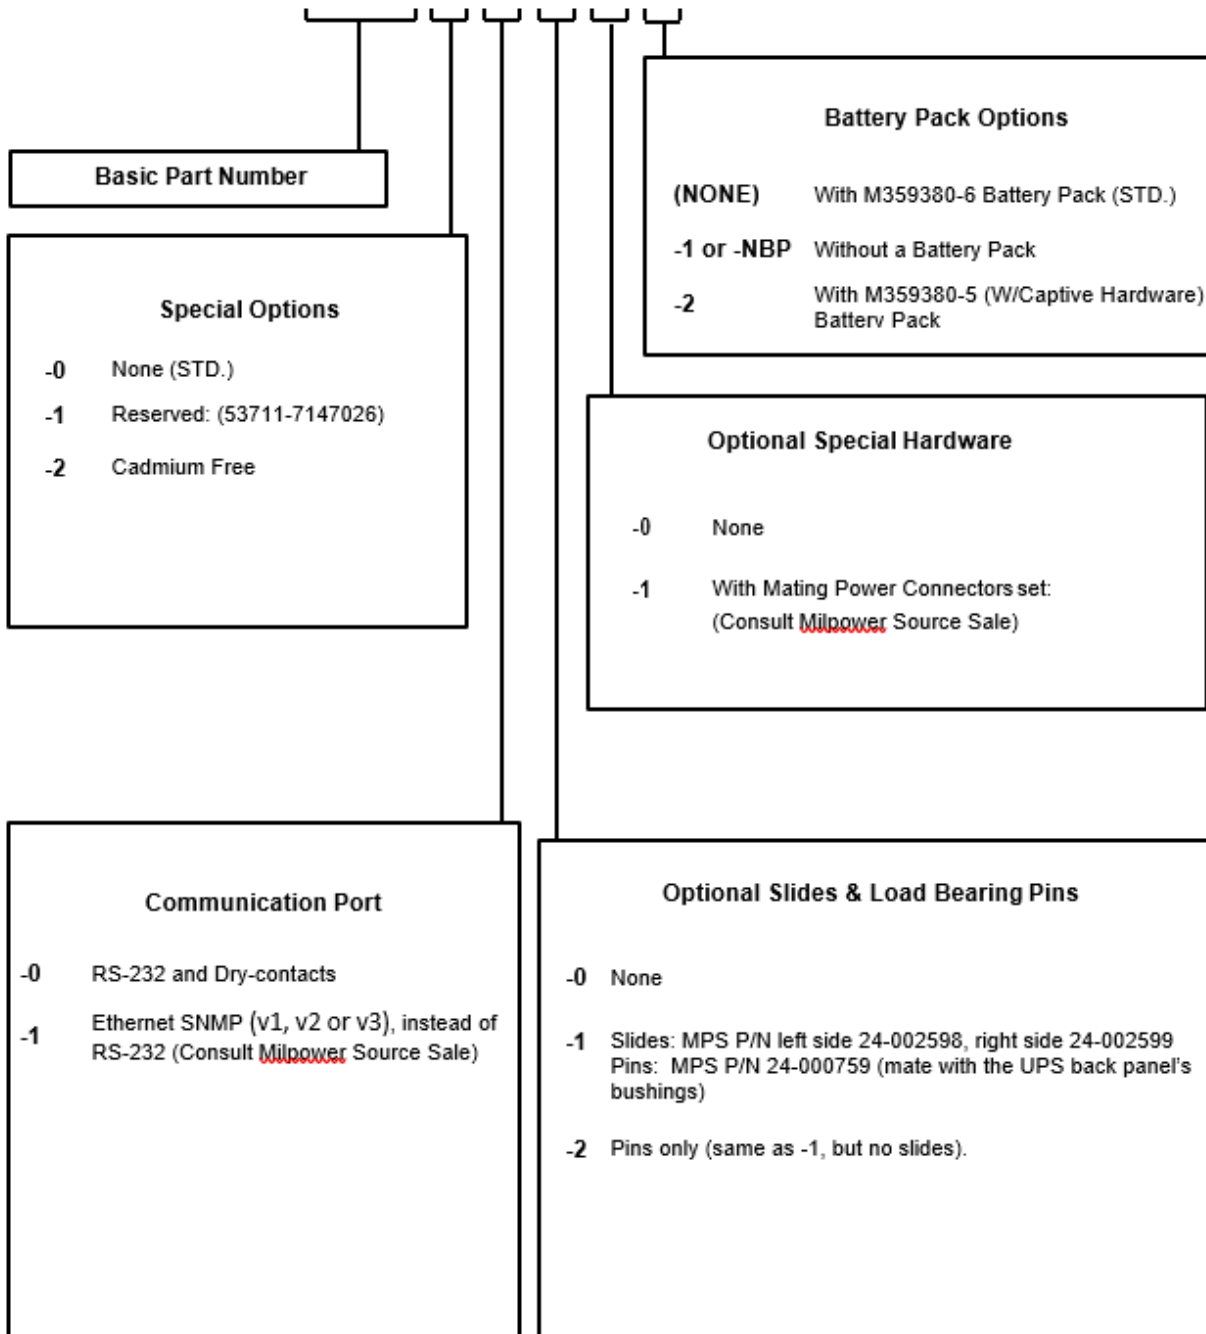 Battery Pack Options
(NONE) With M359380-6 Battery Pack (STD.)
-1 or -NBP Without a Battery Pack
-2 With M359380-5 (W/Captive Hardware)
Battery Pack
Basic Part Number
Special Options
-0 None (STD.)
-1 Reserved: (53711-7147026)
-2 Cadmium Free
Optional Special Hardware
-0 None
-1 With Mating Power Connectors set:
(Consult Milpower Source Sale)
Communication Port
-0 RS-232 and Dry-contacts
-1 Ethernet SNMP (v1, v2 or v3), instead of
RS-232 (Consult Milpower Source Sale)
Optional Slides & Load Bearing Pins
-0 None
-1 Slides: MPS P/N left side 24-002598, right side 24-002599
Pins: MPS P/N 24-000759 (mate with the UPS back panel's
bushings)
-2 Pins only (same as -1, but no slides).